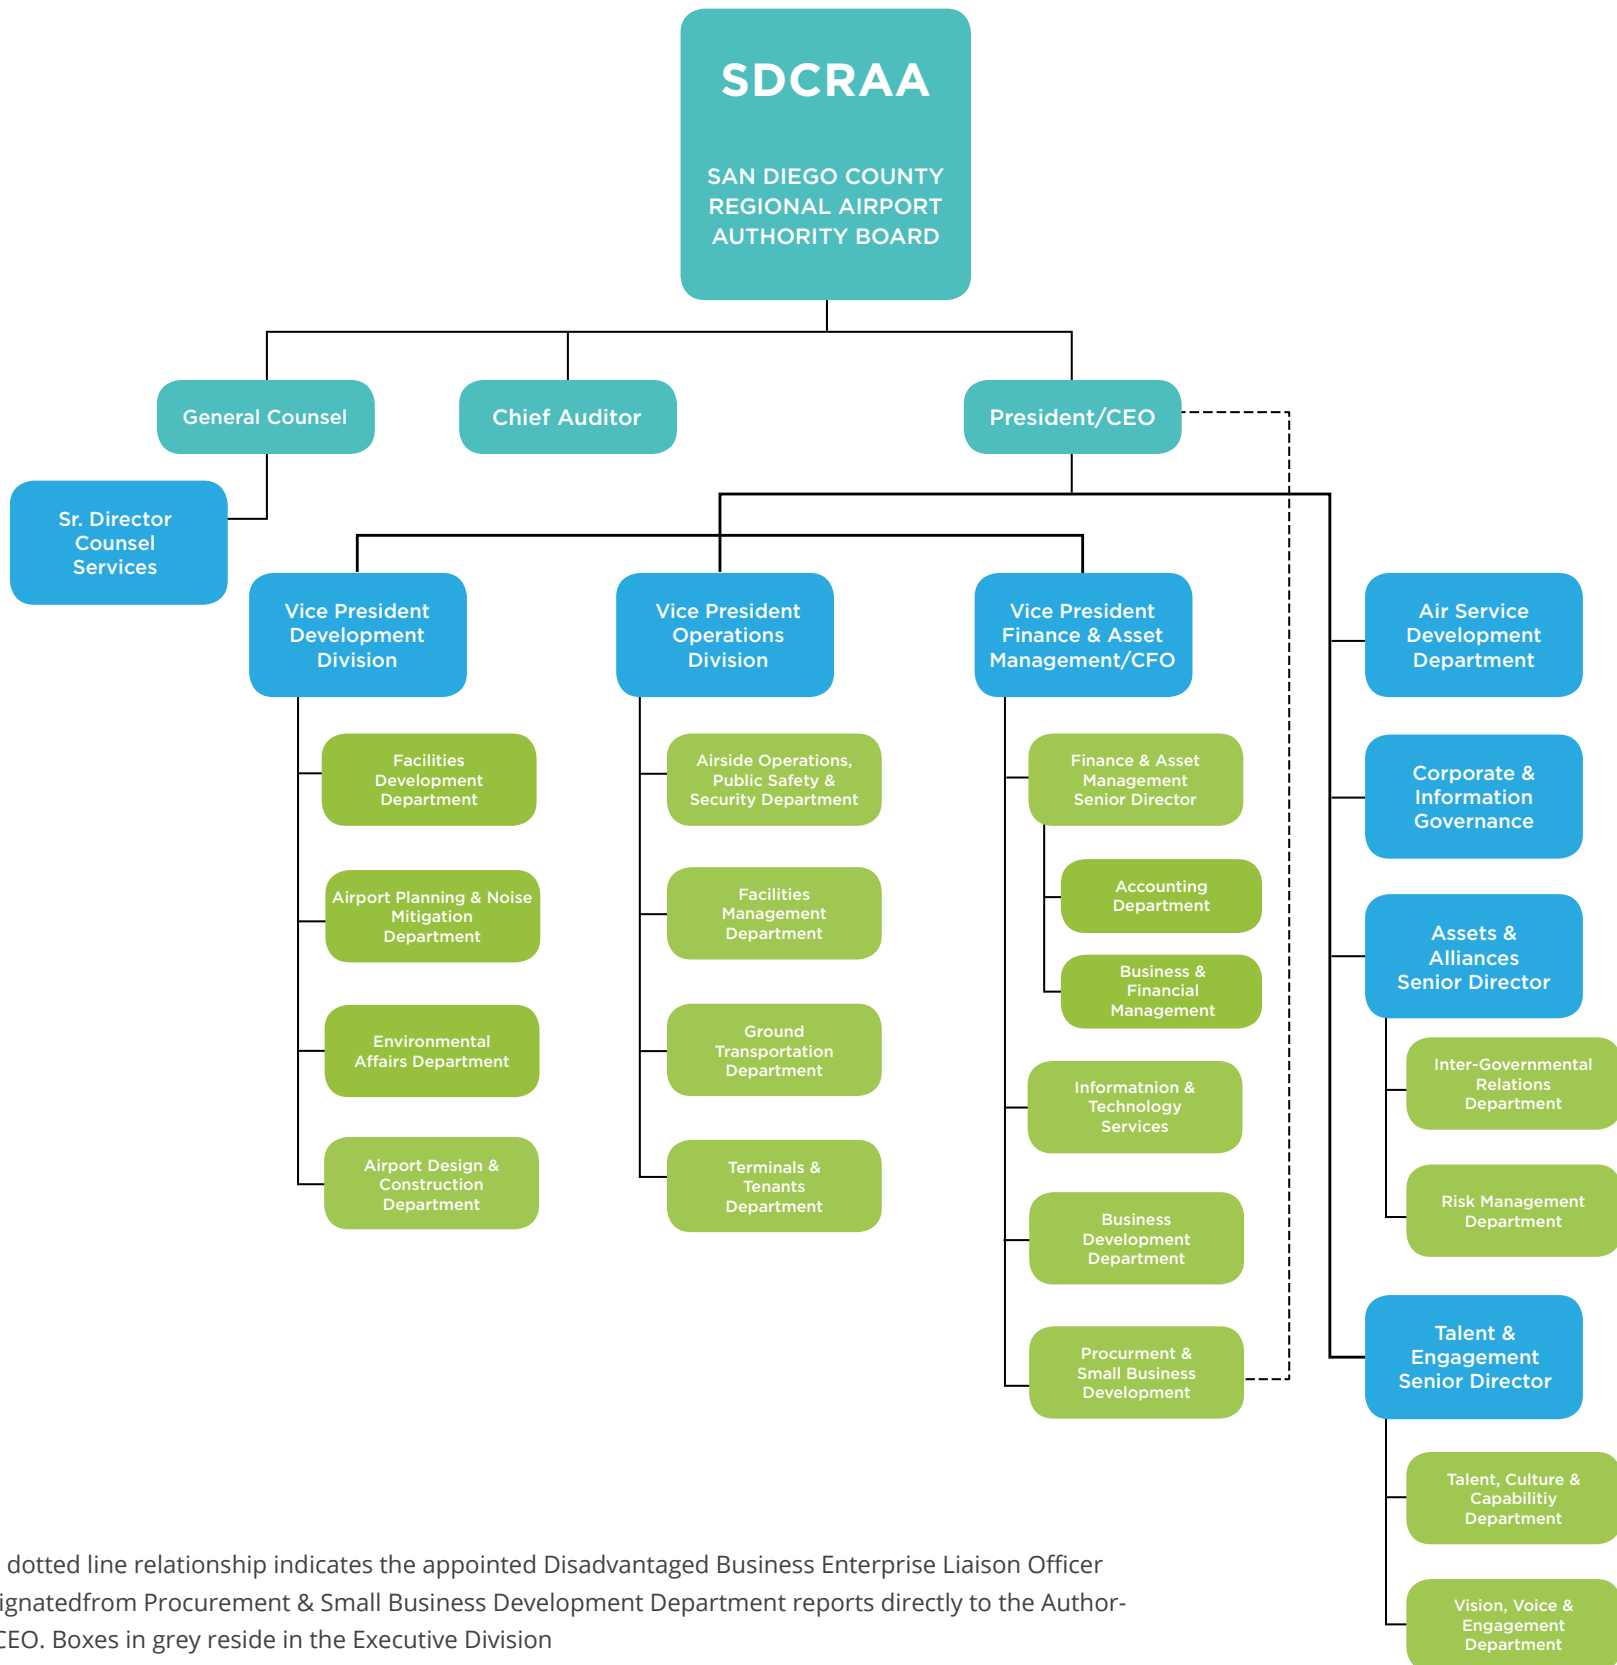 SDCRAA
SAN DIEGO COUNTY
REGIONAL AIRPORT
AUTHORITY BOARD
General Counsel
Chief Auditor
President/CEO
Sr. Director
Counsel
Services
Vice President
Development
Division
Vice President
Operations
Division
Vice President
Finance & Asset
Management/CFO
Air Service
Development
Department
Facilities
Development
Department
Airport Planning & Noise
Mitigation
Department
Environmental
Affairs Department
Airport Design &
Construction
Department
Airside Operations,
Public Safety &
Security Department
Facilities
Management
Department
Ground
Transportation
Department
Terminals &
Tenants
Department
Finance & Asset
Management
Senior Director
Accounting
Department
Business &
Financial
Management
Informatnion &
Technology
Services
Business
Development
Department
Procurment &
Small Business
Development
Corporate &
Information
Governance
Assets &
Alliances
Senior Director
Inter-Governmental
Relations
Department
Risk Management
Department
Talent &
Engagement
Senior Director
Talent, Culture &
Capabilitiy
Department
Vision, Voice &
Engagement
Department
dotted line relationship indicates the appointed Disadvantaged Business Enterprise Liaison Officer
ignatedfrom Procurement & Small Business Development Department reports directly to the Author-
CEO. Boxes in grey reside in the Executive Division